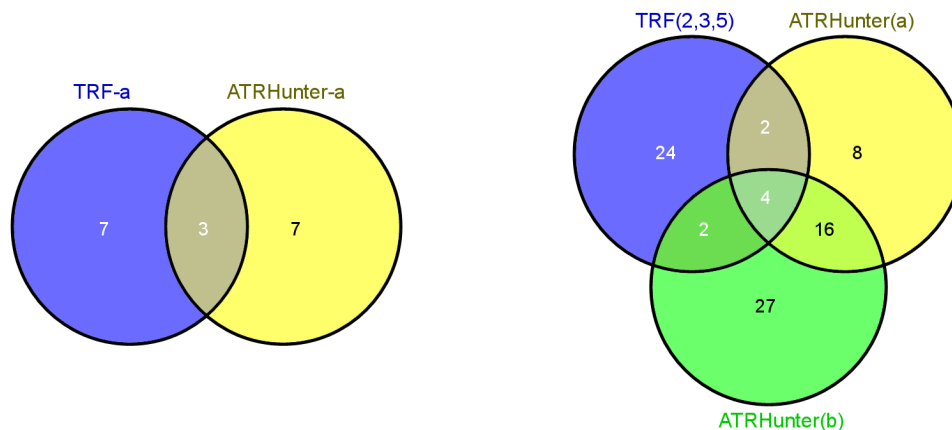 TRF-a
ATRHunter-a
7
3
7
TRF(2,3,5)
ATRHunter(a)
2
24
8
4
2
16
27
ATRHunter(b)